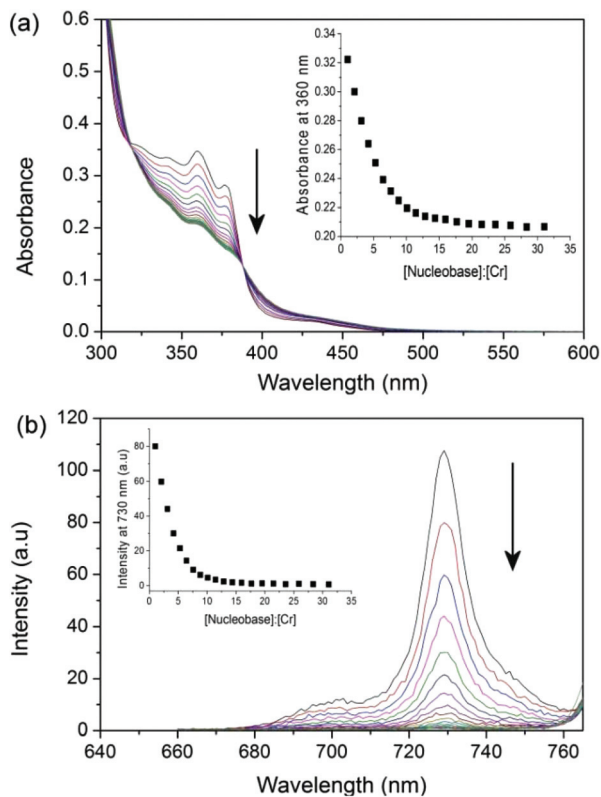 (a)
0.6
0.5
0.4
0.3
0.2
0.1
0.0
Absorbance
300 350 400 450 500 550 600
Wavelength (nm)
0.34
0.32
0.30
0.28
0.26
0.24
0.22
0.20
Absorbance at 360 nm
0 5 10 15 20 25 30 35
[Nucleobase]:[Cr]
(b)
120
100
80
60
40
20
0
Intensity (a.u)
640 660 680 700 720 740 760
Wavelength (nm)
80
60
40
20
0
Intensity at 730 nm (a.u)
0 5 10 15 20 25 30 35
[Nucleobase]:[Cr]